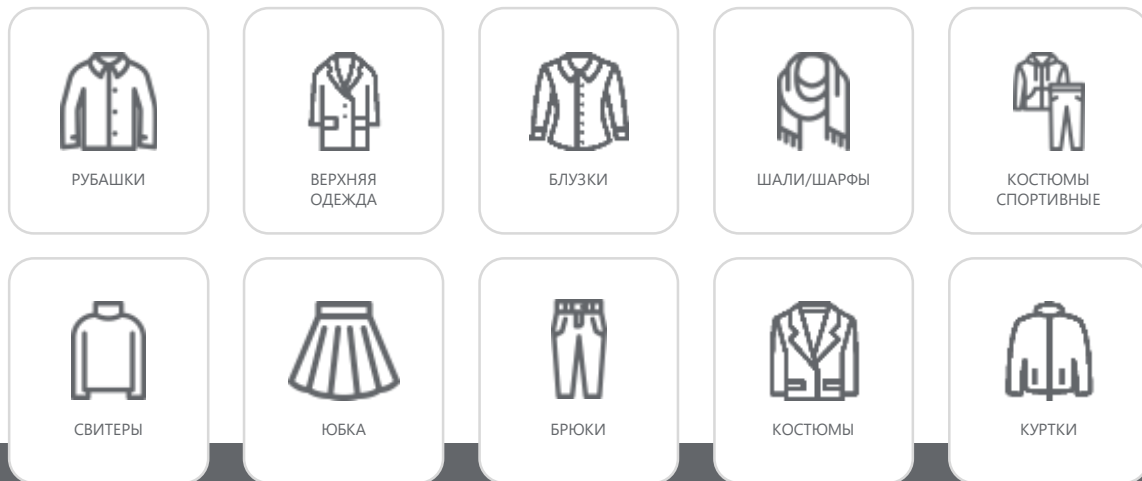 РУБАШКИ
ВЕРХНЯЯ
ОДЕЖДА
БЛУЗКИ
ШАЛИ/ШАРФЫ
КОСТЮМЫ
СПОРТИВНЫЕ
СВИТЕРЫ
ЮБКА
БРЮКИ
КОСТЮМЫ
КУРТКИ